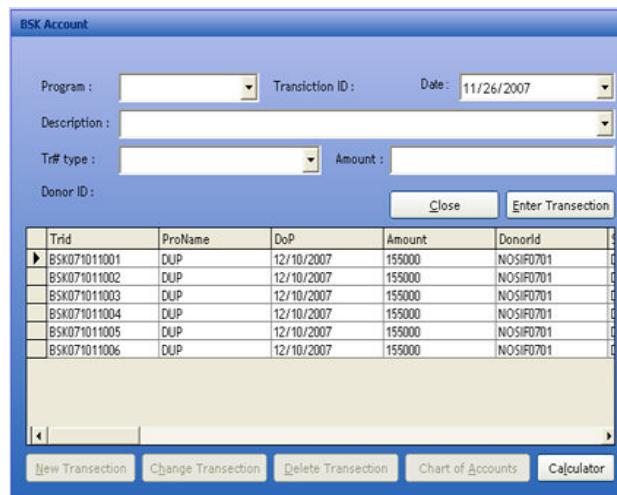 BSK Account
Program : Transiction ID : Date : 11/26/2007
Description :
Tr# type : Amount :
Donor ID :
Close Enter Transection
Trid ProName DoP Amount DonorId
BSK071011001 DUP 12/10/2007 155000 NOSIF0701
BSK071011002 DUP 12/10/2007 155000 NOSIF0701
BSK071011003 DUP 12/10/2007 155000 NOSIF0701
BSK071011004 DUP 12/10/2007 155000 NOSIF0701
BSK071011005 DUP 12/10/2007 155000 NOSIF0701
BSK071011006 DUP 12/10/2007 155000 NOSIF0701
New Transection Change Transection Delete Transection Chart of Accounts Calculator